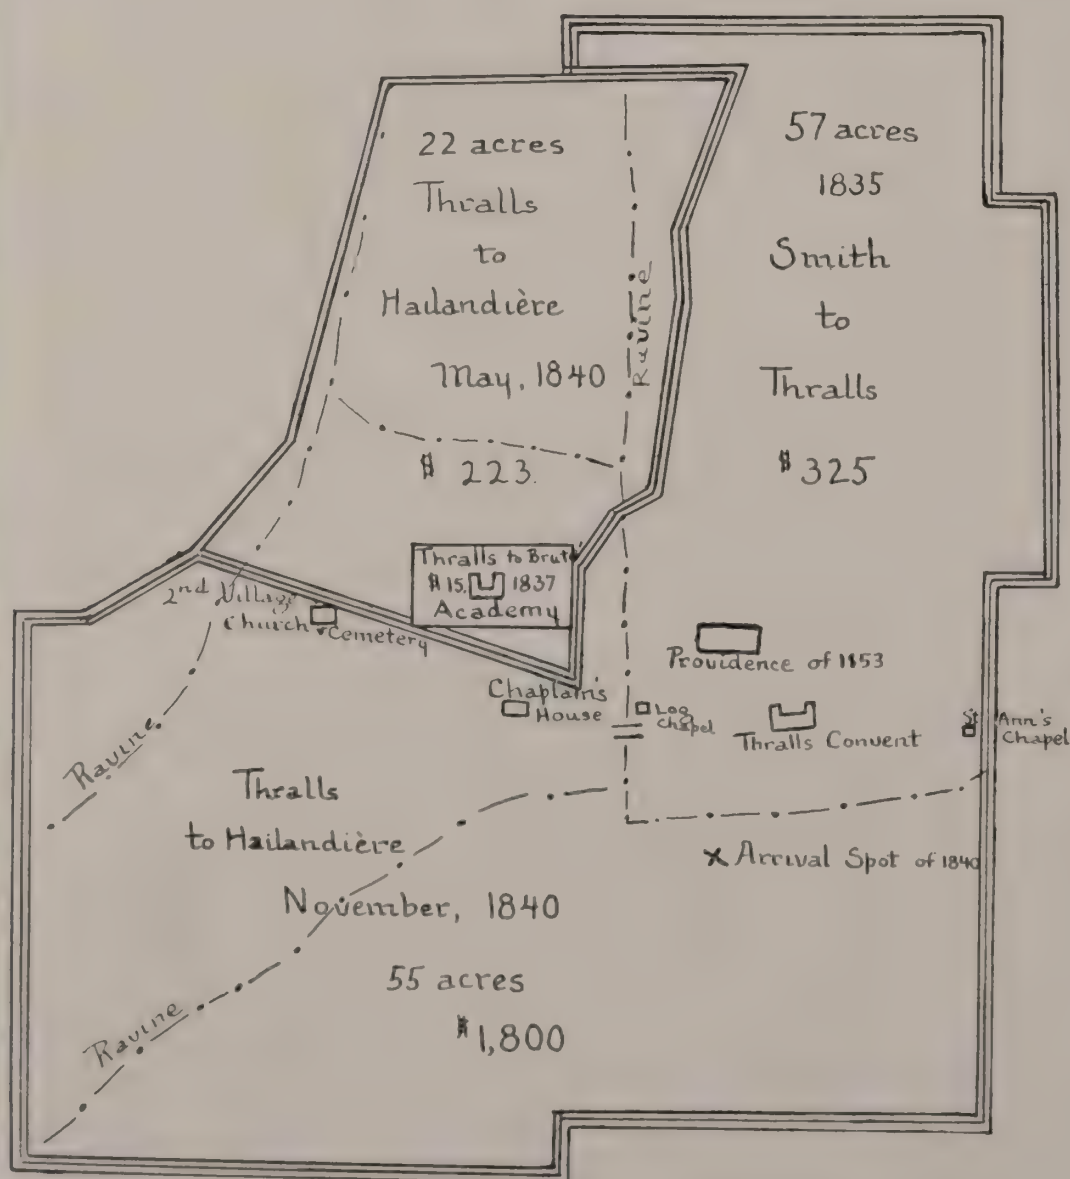 22 acres
Thralls
to
Hailandière
May, 1840
$ 223.
Ravine
57 acres
1835
Smith
to
Thralls
$ 325
Thralls to Brute
$15. 1837
Academy
2nd Village
Church
Cemetery
Chaplain's
House
Log
Chapel
Providence of 1853
Thralls Convent
St Ann's
Chapel
Ravine
Thralls
to Hailandière
November, 1840
55 acres
$1,800
X Arrival Spot of 1840
Ravine